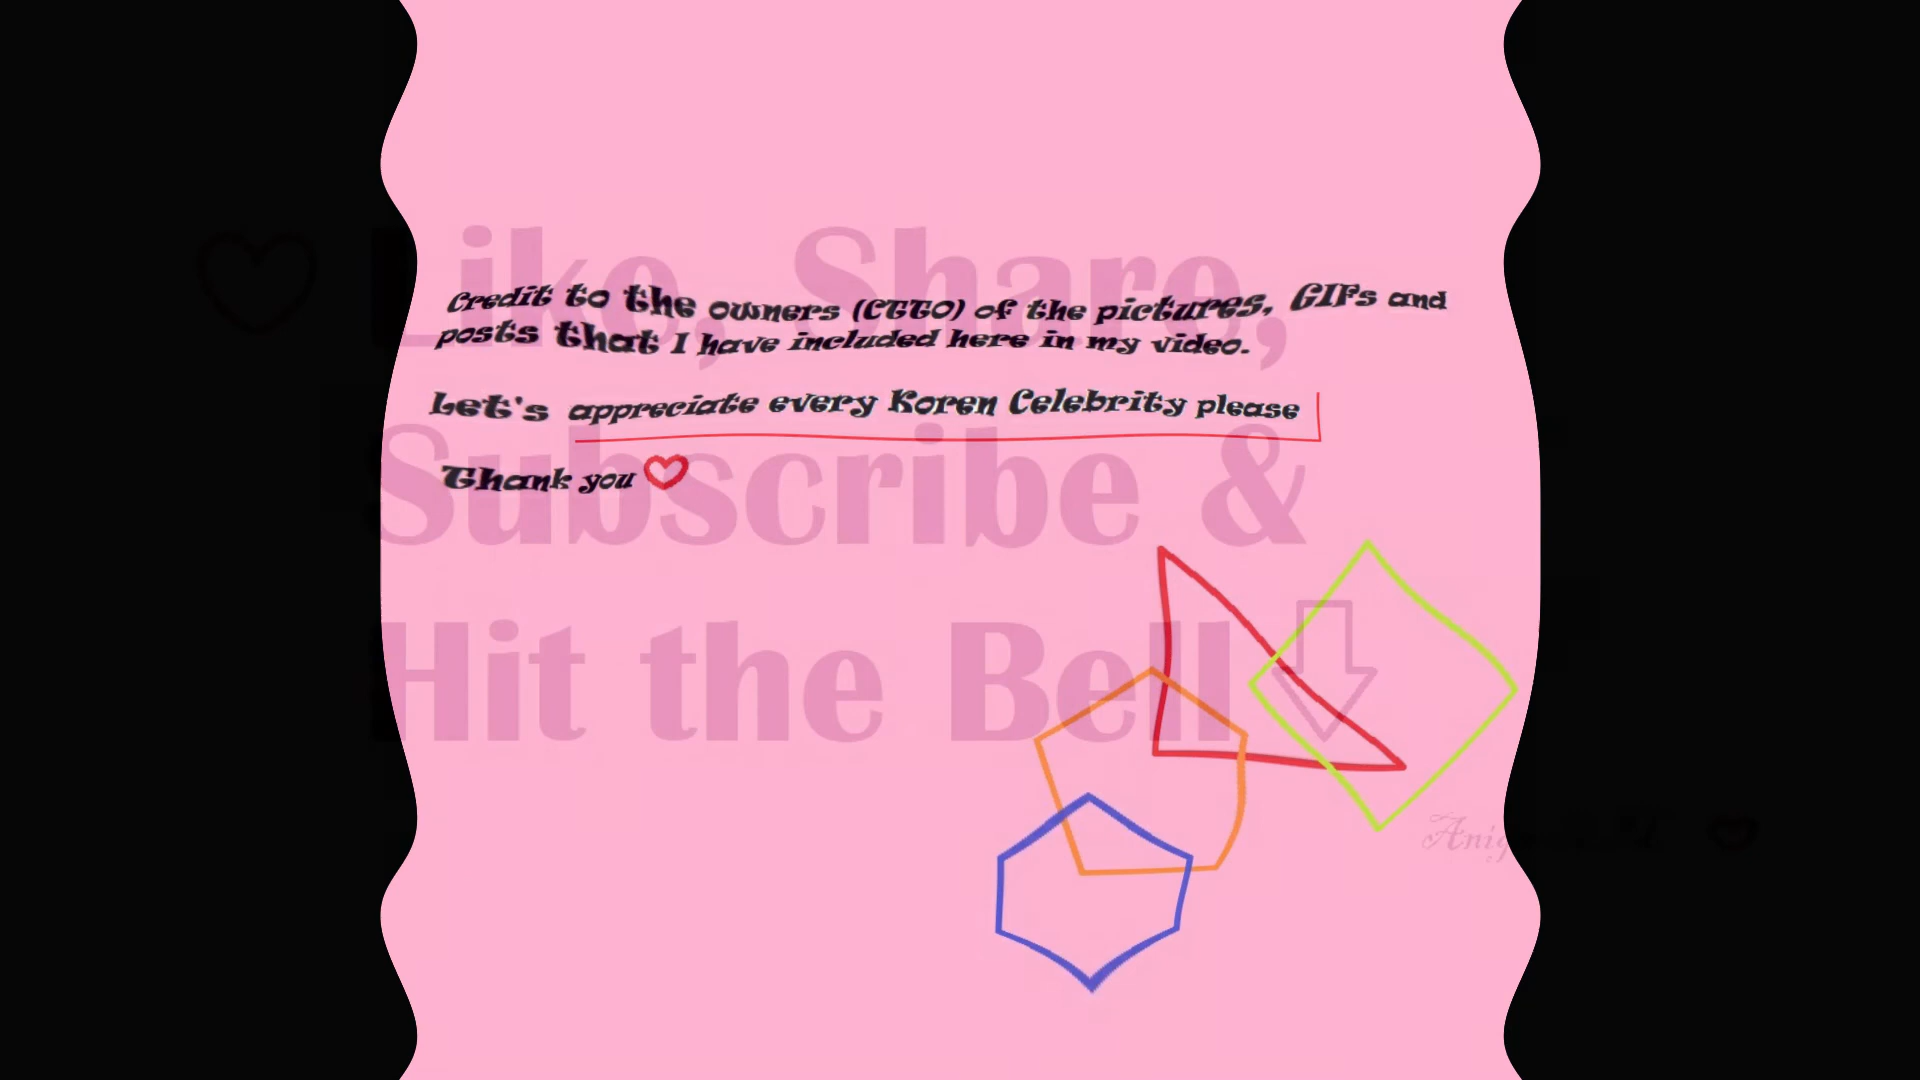 Like, Share,
Credit to the owners (CTTO) of the pictures, GIFs and
posts that I have included here in my video.
Let's appreciate every Koren Celebrity please
Subscribe &
Thank you
Hit the Bell